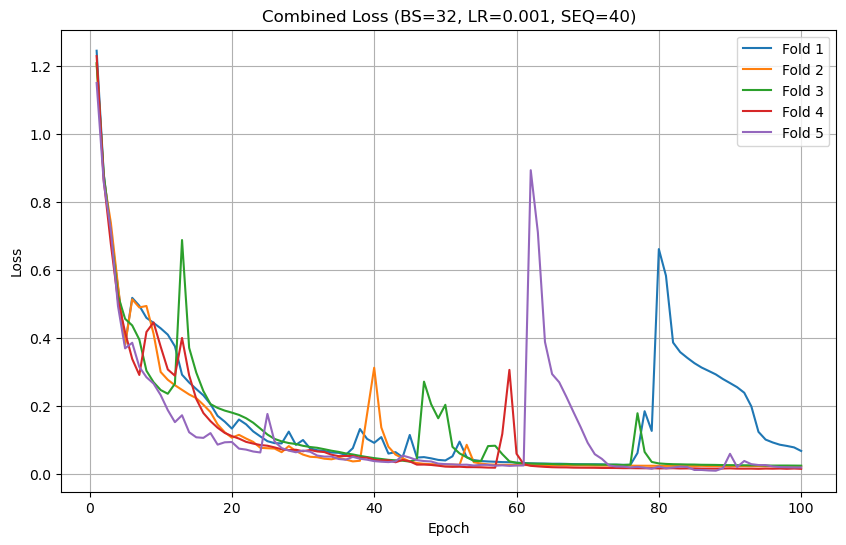 Combined Loss (BS=32, LR=0.001, SEQ=40)
Fold 1
Fold 2
Fold 3
Fold 4
Fold 5
Loss
1.2
1.0
0.8
0.6
0.4
0.2
0.0
0 20 40 60 80 100
Epoch